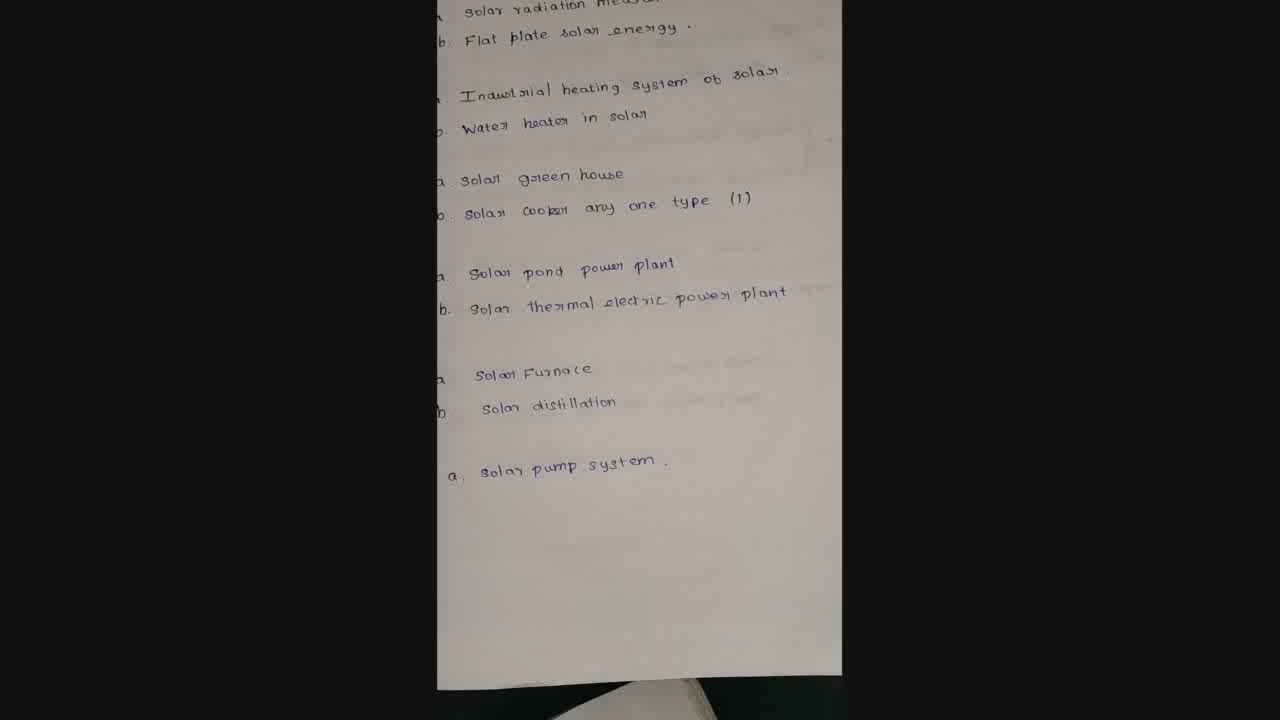 a solar radiation
b Flat plate solar energy.
a. Industrial heating system of solar.
b. Water heater in solar
a solar green house
b. solar cooker any one type (1)
a. Solar pond power plant
b. Solar thermal electric power plant
a Solar Furnace
b solar distillation
a. solar pump system.